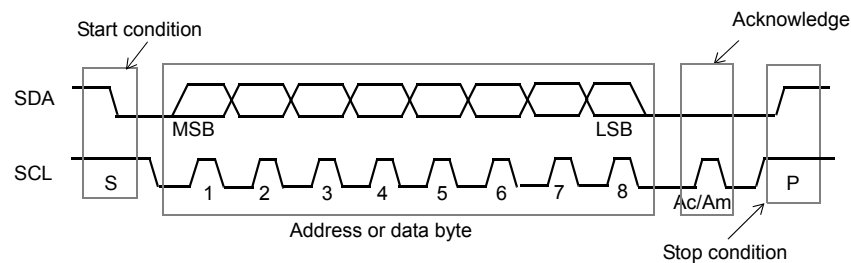 Start condition
Acknowledge
SDA
MSB
LSB
SCL
S
1 2 3 4 5 6 7 8
Ac/Am
P
Address or data byte
Stop condition